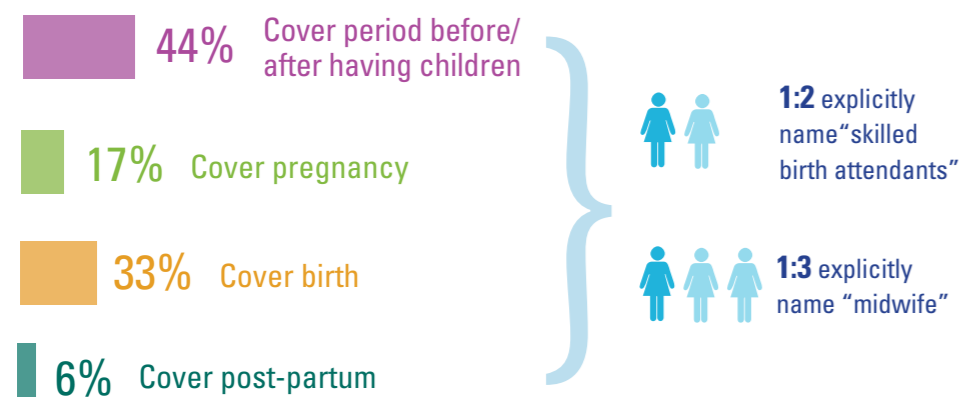 44% Cover period before/
after having children
17% Cover pregnancy
33% Cover birth
6% Cover post-partum
1:2 explicitly
name“skilled
birth attendants”
1:3 explicitly
name “midwife”